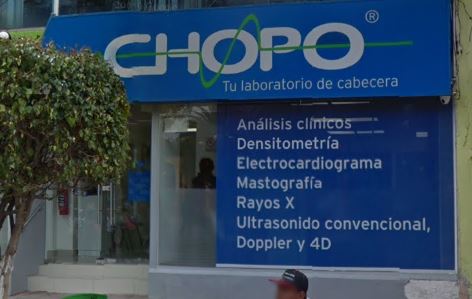 CHOPO®
Tu laboratorio de cabecera
Análisis clínicos
Densitometría
Electrocardiograma
Mastografía
Rayos X
Ultrasonido convencional,
Doppler y 4D